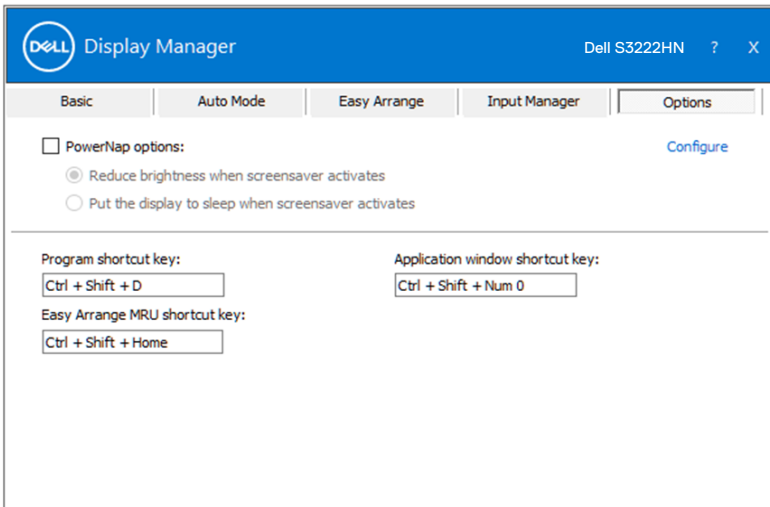 DELL Display Manager Dell S3222HN ? X
Basic Auto Mode Easy Arrange Input Manager Options
PowerNap options: Configure
Reduce brightness when screensaver activates
Put the display to sleep when screensaver activates
Program shortcut key: Application window shortcut key:
Ctrl + Shift + D Ctrl + Shift + Num 0
Easy Arrange MRU shortcut key:
Ctrl + Shift + Home